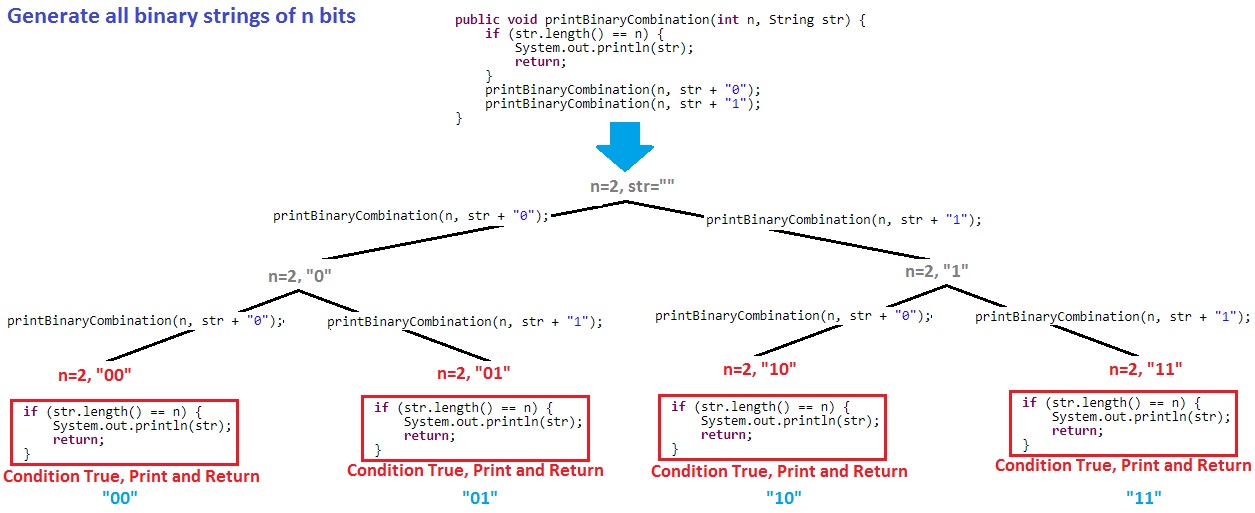 Generate all binary strings of n bits
public void printBinaryCombination(int n, String str) {
if (str.length() == n) {
System.out.println(str);
return;
}
printBinaryCombination(n, str + "0");
printBinaryCombination(n, str + "1");
}
n=2, str=""
printBinaryCombination(n, str + "0");
printBinaryCombination(n, str + "1");
n=2, "0"
n=2, "1"
printBinaryCombination(n, str + "0");
printBinaryCombination(n, str + "1");
printBinaryCombination(n, str + "0");
printBinaryCombination(n, str + "1");
n=2, "00"
n=2, "01"
n=2, "10"
n=2, "11"
if (str.length() == n) {
System.out.println(str);
return;
}
Condition True, Print and Return
"00"
if (str.length() == n) {
System.out.println(str);
return;
}
Condition True, Print and Return
"01"
if (str.length() == n) {
System.out.println(str);
return;
}
Condition True, Print and Return
"10"
if (str.length() == n) {
System.out.println(str);
return;
}
Condition True, Print and Return
"11"